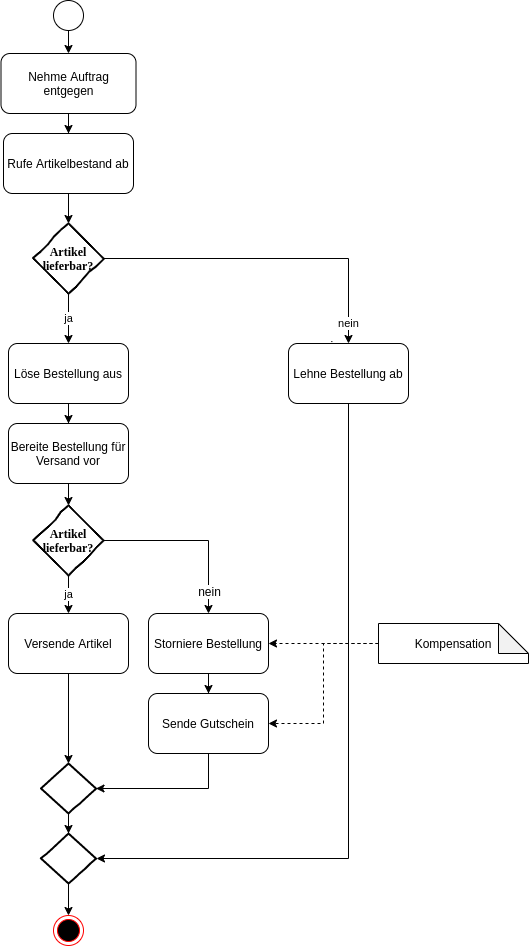 Nehme Auftrag
entgegen
Rufe Artikelbestand ab
Artikel
lieferbar?
ja
nein
Löse Bestellung aus
Lehne Bestellung ab
Bereite Bestellung für
Versand vor
Artikel
lieferbar?
ja
nein
Versende Artikel
Storniere Bestellung
Kompensation
Sende Gutschein